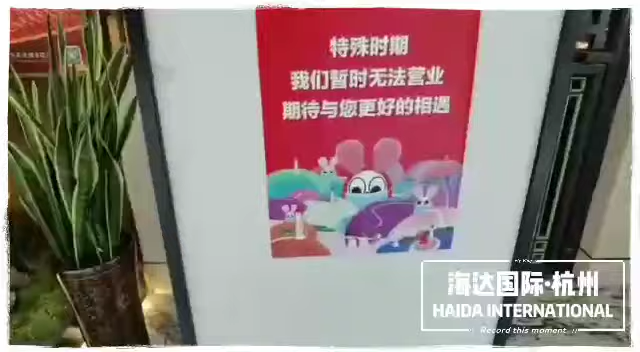 特殊时期
我们暂时无法营业
期待与您更好的相遇
海达国际·杭州
HAIDA INTERNATIONAL
Record this moment